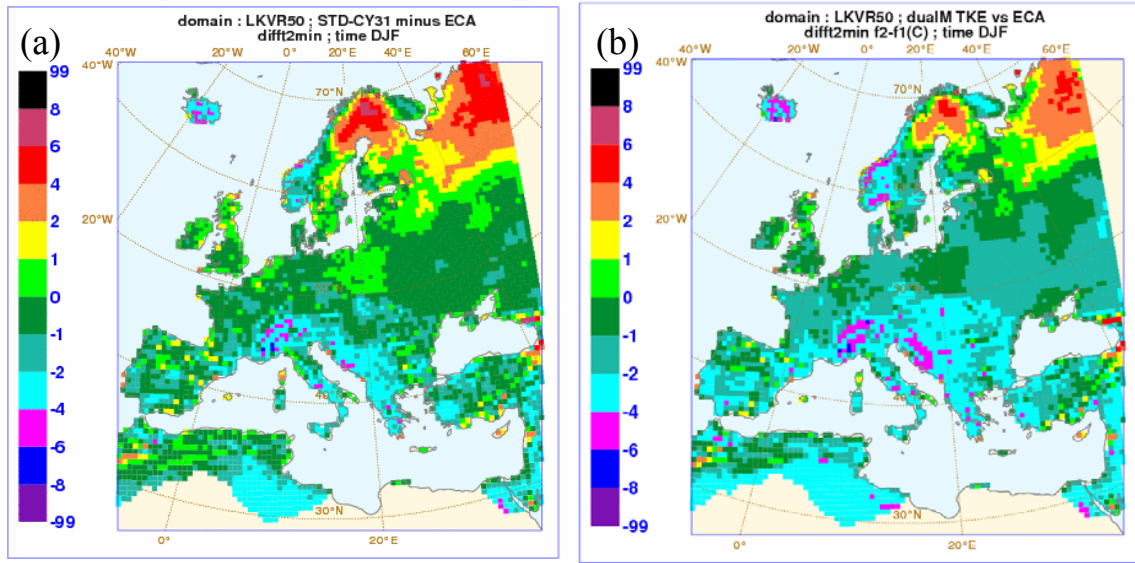 (a)
domain : LKVR50 ; STD-CY31 minus ECA
difft2min ; time DJF
40°W 20°W 0° 20°E 40°E 60°E
40°W
20°W
70°N
40
30°N
0° 20°E
99
8
6
4
2
1
0
-1
-2
-4
-6
-8
-99
(b)
domain : LKVR50 ; dualM TKE vs ECA
difft2min f2-f1(C) ; time DJF
40°W 20°W 0° 20°E 40°E 60°E
40°W
20°W
70°N
50°N
40
30°N
0° 20°E
99
8
6
4
2
1
0
-1
-2
-4
-6
-8
-99